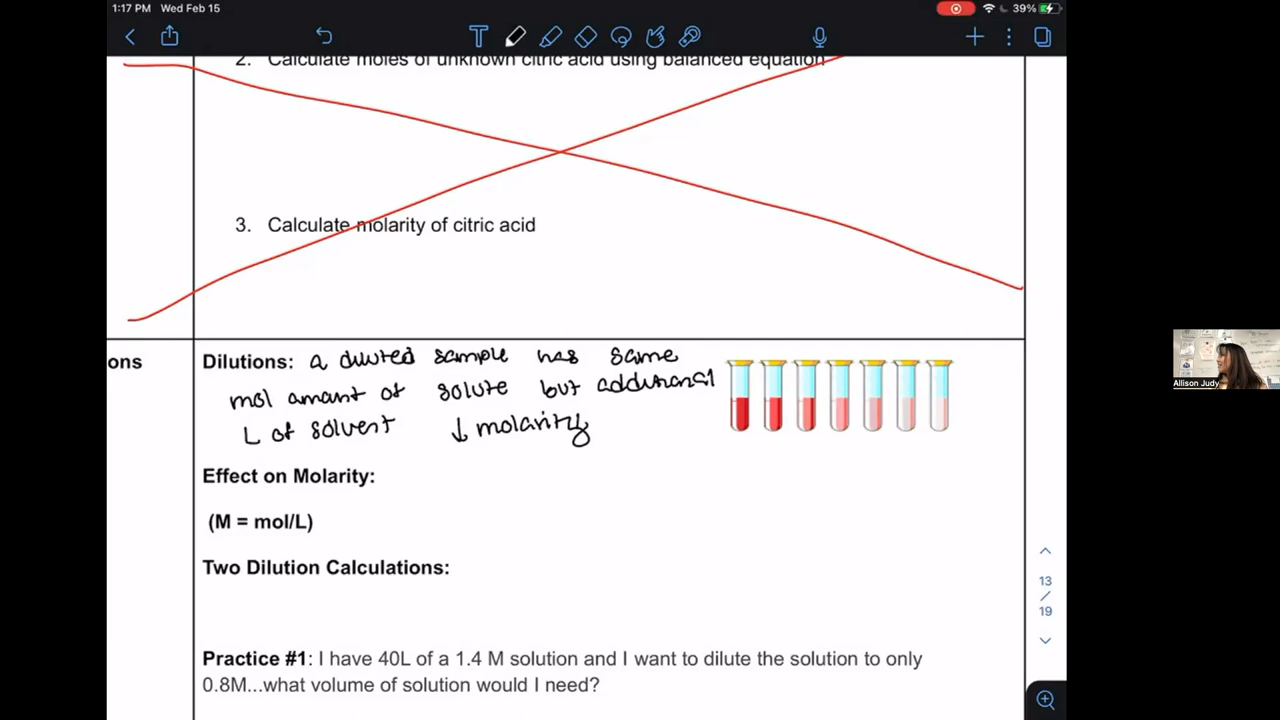 1:17 PM Wed Feb 15
39%
2. Calculate moles of unknown citric acid using balanced equation
3. Calculate molarity of citric acid
ons
Dilutions: a diluted sample has same
mol amant of solute but additional
L of solvent ↓ molarity
Effect on Molarity:
(M = mol/L)
Two Dilution Calculations:
Practice #1: I have 40L of a 1.4 M solution and I want to dilute the solution to only
0.8M...what volume of solution would I need?
13
/
19
Allison Judy